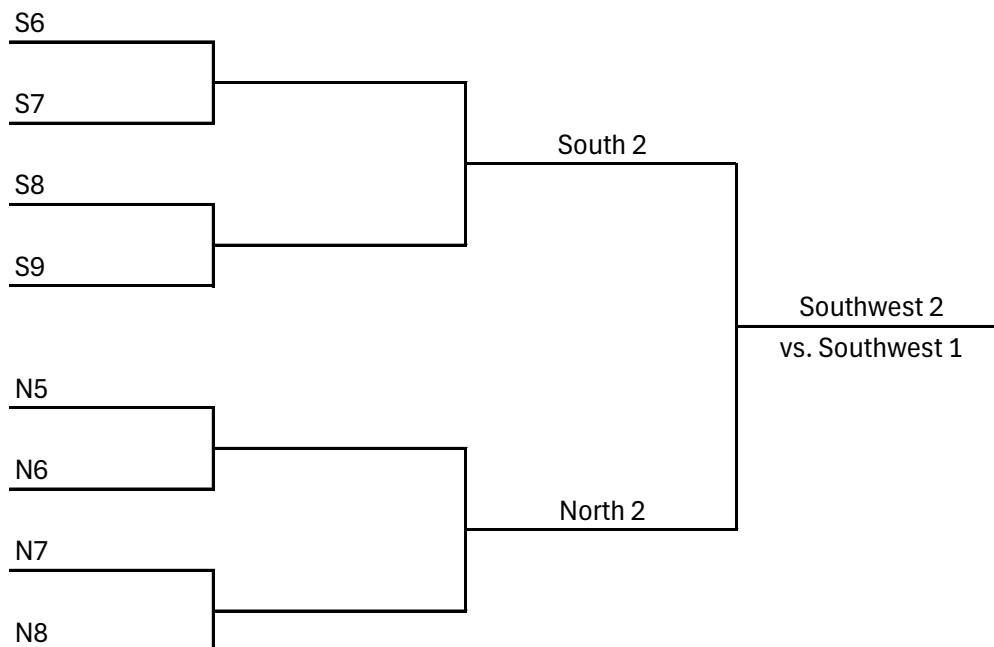 S6
S7
South 2
S8
S9
Southwest 2
vs. Southwest 1
N5
N6
North 2
N7
N8